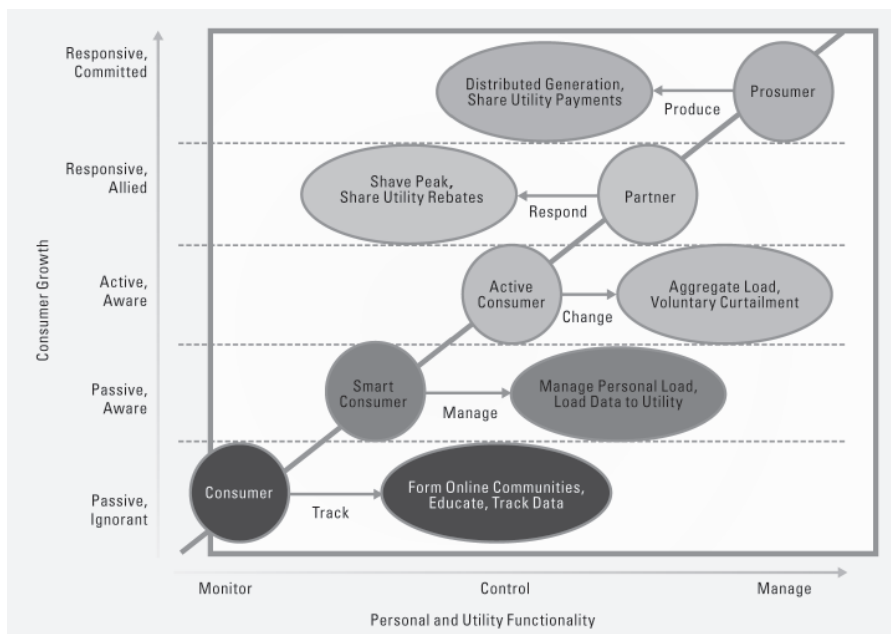 Responsive,
Committed
Distributed Generation,
Share Utility Payments
Produce
Prosumer
Responsive,
Allied
Shave Peak,
Share Utility Rebates
Respond
Partner
Consumer Growth
Active,
Aware
Active
Consumer
Change
Aggregate Load,
Voluntary Curtailment
Passive,
Aware
Smart
Consumer
Manage
Manage Personal Load,
Load Data to Utility
Passive,
Ignorant
Consumer
Track
Form Online Communities,
Educate, Track Data
Monitor
Control
Manage
Personal and Utility Functionality